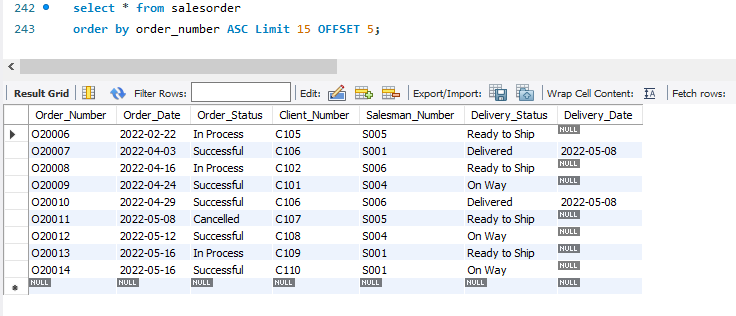 242 select * from salesorder
243 order by order_number ASC Limit 15 OFFSET 5;
Result Grid Filter Rows: Edit: Export/Import: Wrap Cell Content: IA Fetch rows:
Order_Number Order_Date Order_Status Client_Number Salesman_Number Delivery_Status Delivery_Date
O20006 2022-02-22 In Process C105 S005 Ready to Ship NULL
O20007 2022-04-03 Successful C106 S001 Delivered 2022-05-08
O20008 2022-04-16 In Process C102 S006 Ready to Ship NULL
O20009 2022-04-24 Successful C101 S004 On Way NULL
O20010 2022-04-29 Successful C106 S006 Delivered 2022-05-08
O20011 2022-05-08 Cancelled C107 S005 Ready to Ship NULL
O20012 2022-05-12 Successful C108 S004 On Way NULL
O20013 2022-05-16 In Process C109 S001 Ready to Ship NULL
O20014 2022-05-16 Successful C110 S001 On Way NULL
NULL NULL NULL NULL NULL NULL NULL